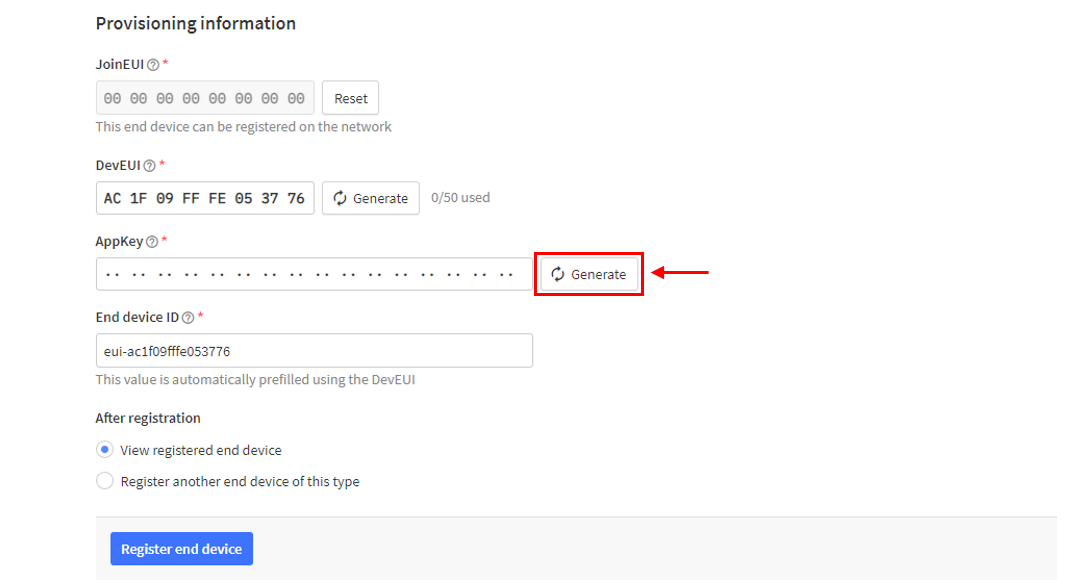 Provisioning information
JoinEUI *
00 00 00 00 00 00 00 00 Reset
This end device can be registered on the network
DevEUI *
AC 1F 09 FF FE 05 37 76 Generate 0/50 used
AppKey *
·· ·· ·· ·· ·· ·· ·· ·· ·· ·· ·· ·· ·· ·· ·· ·· Generate
End device ID *
eui-ac1f09fffe053776
This value is automatically prefilled using the DevEUI
After registration
View registered end device
Register another end device of this type
Register end device